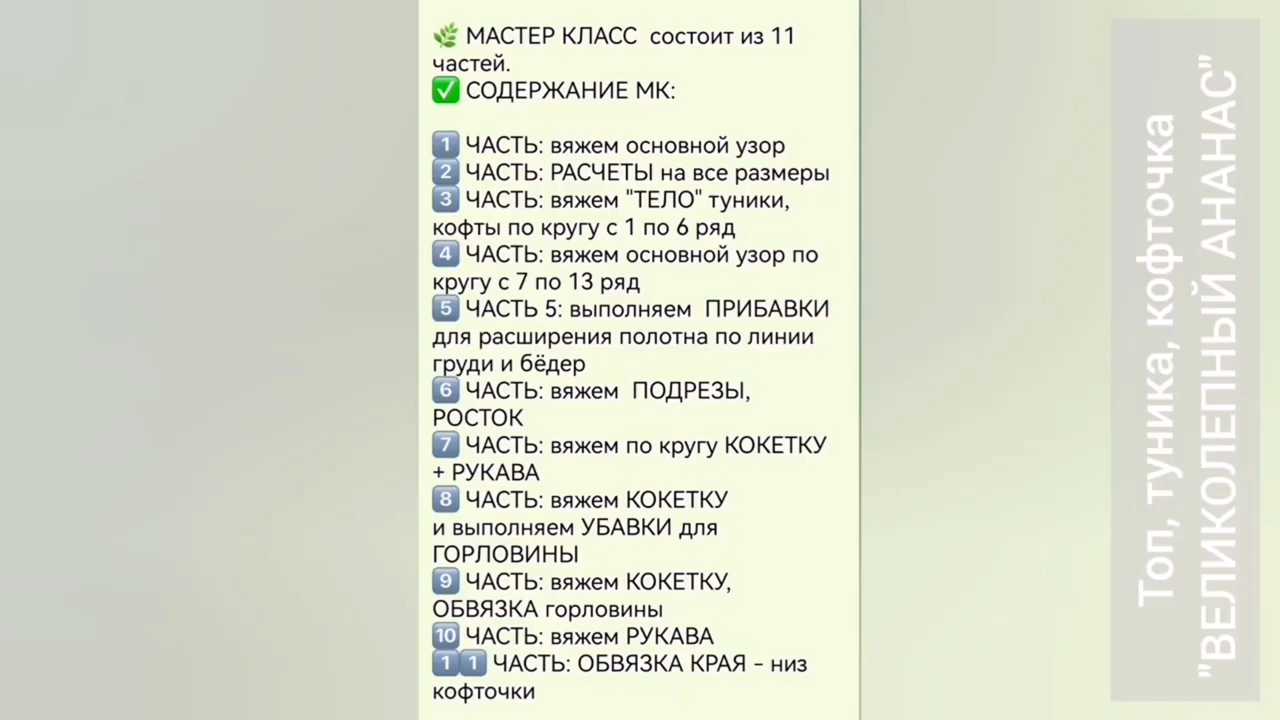 🌿 МАСТЕР КЛАСС состоит из 11
частей.
✅ СОДЕРЖАНИЕ МК:
1️⃣ ЧАСТЬ: вяжем основной узор
2️⃣ ЧАСТЬ: РАСЧЕТЫ на все размеры
3️⃣ ЧАСТЬ: вяжем "ТЕЛО" туники,
кофты по кругу с 1 по 6 ряд
4️⃣ ЧАСТЬ: вяжем основной узор по
кругу с 7 по 13 ряд
5️⃣ ЧАСТЬ 5: выполняем ПРИБАВКИ
для расширения полотна по линии
груди и бёдер
6️⃣ ЧАСТЬ: вяжем ПОДРЕЗЫ,
РОСТОК
7️⃣ ЧАСТЬ: вяжем по кругу КОКЕТКУ
+ РУКАВА
8️⃣ ЧАСТЬ: вяжем КОКЕТКУ
и выполняем УБАВКИ для
ГОРЛОВИНЫ
9️⃣ ЧАСТЬ: вяжем КОКЕТКУ,
ОБВЯЗКА горловины
🔟 ЧАСТЬ: вяжем РУКАВА
1️⃣1️⃣ ЧАСТЬ: ОБВЯЗКА КРАЯ - низ
кофточки
Топ, туника, кофточка
"ВЕЛИКОЛЕПНЫЙ АНАНАС"